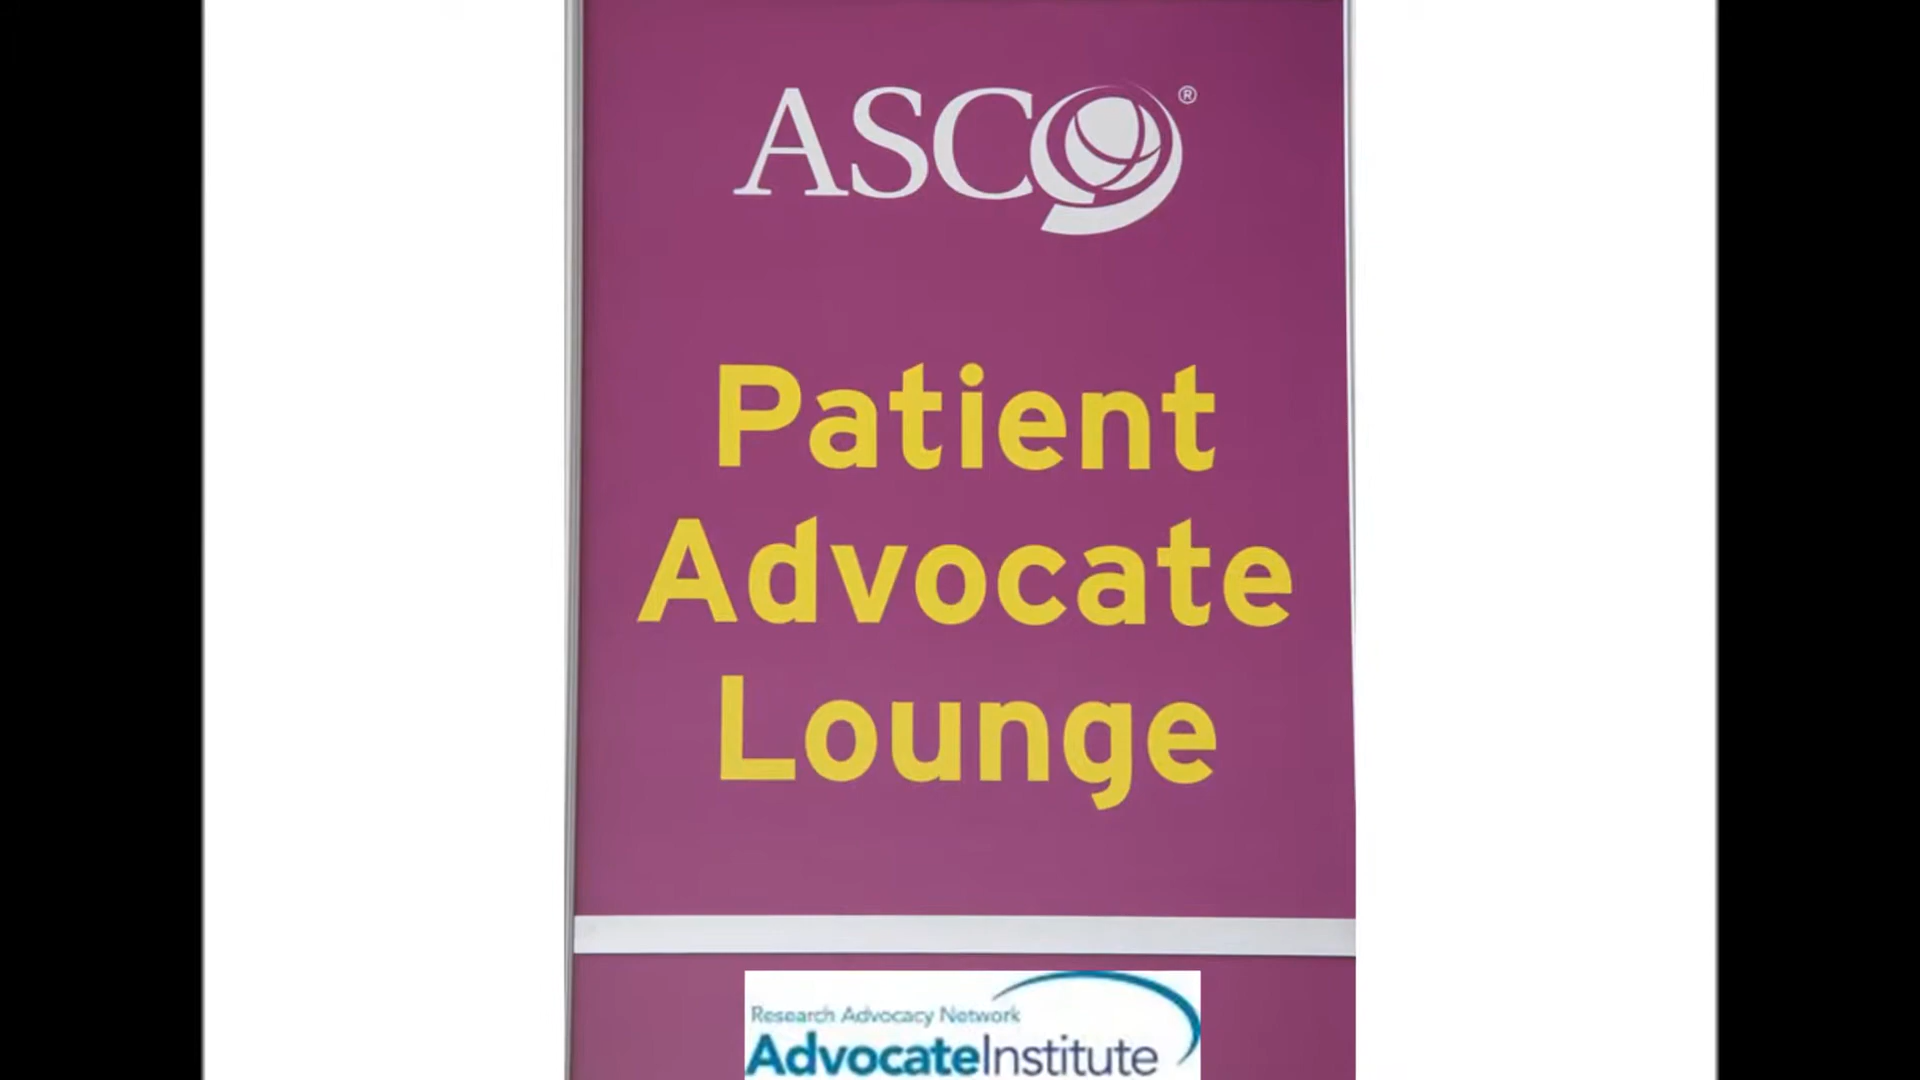 ASCO®
Patient
Advocate
Lounge
Research Advocacy Network
AdvocateInstitute